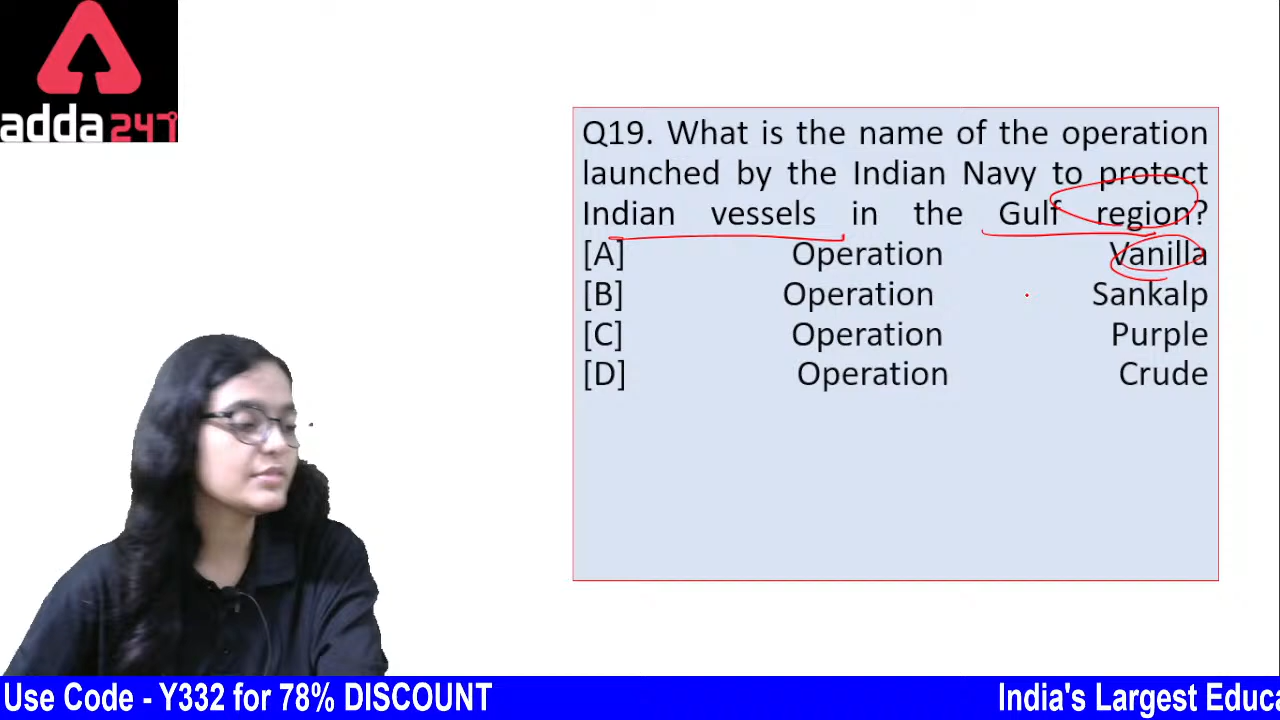 adda 247
Q19. What is the name of the operation
launched by the Indian Navy to protect
Indian vessels in the Gulf region?
[A] Operation Vanilla
[B] Operation Sankalp
[C] Operation Purple
[D] Operation Crude
Use Code - Y332 for 78% DISCOUNT
India's Largest Educa